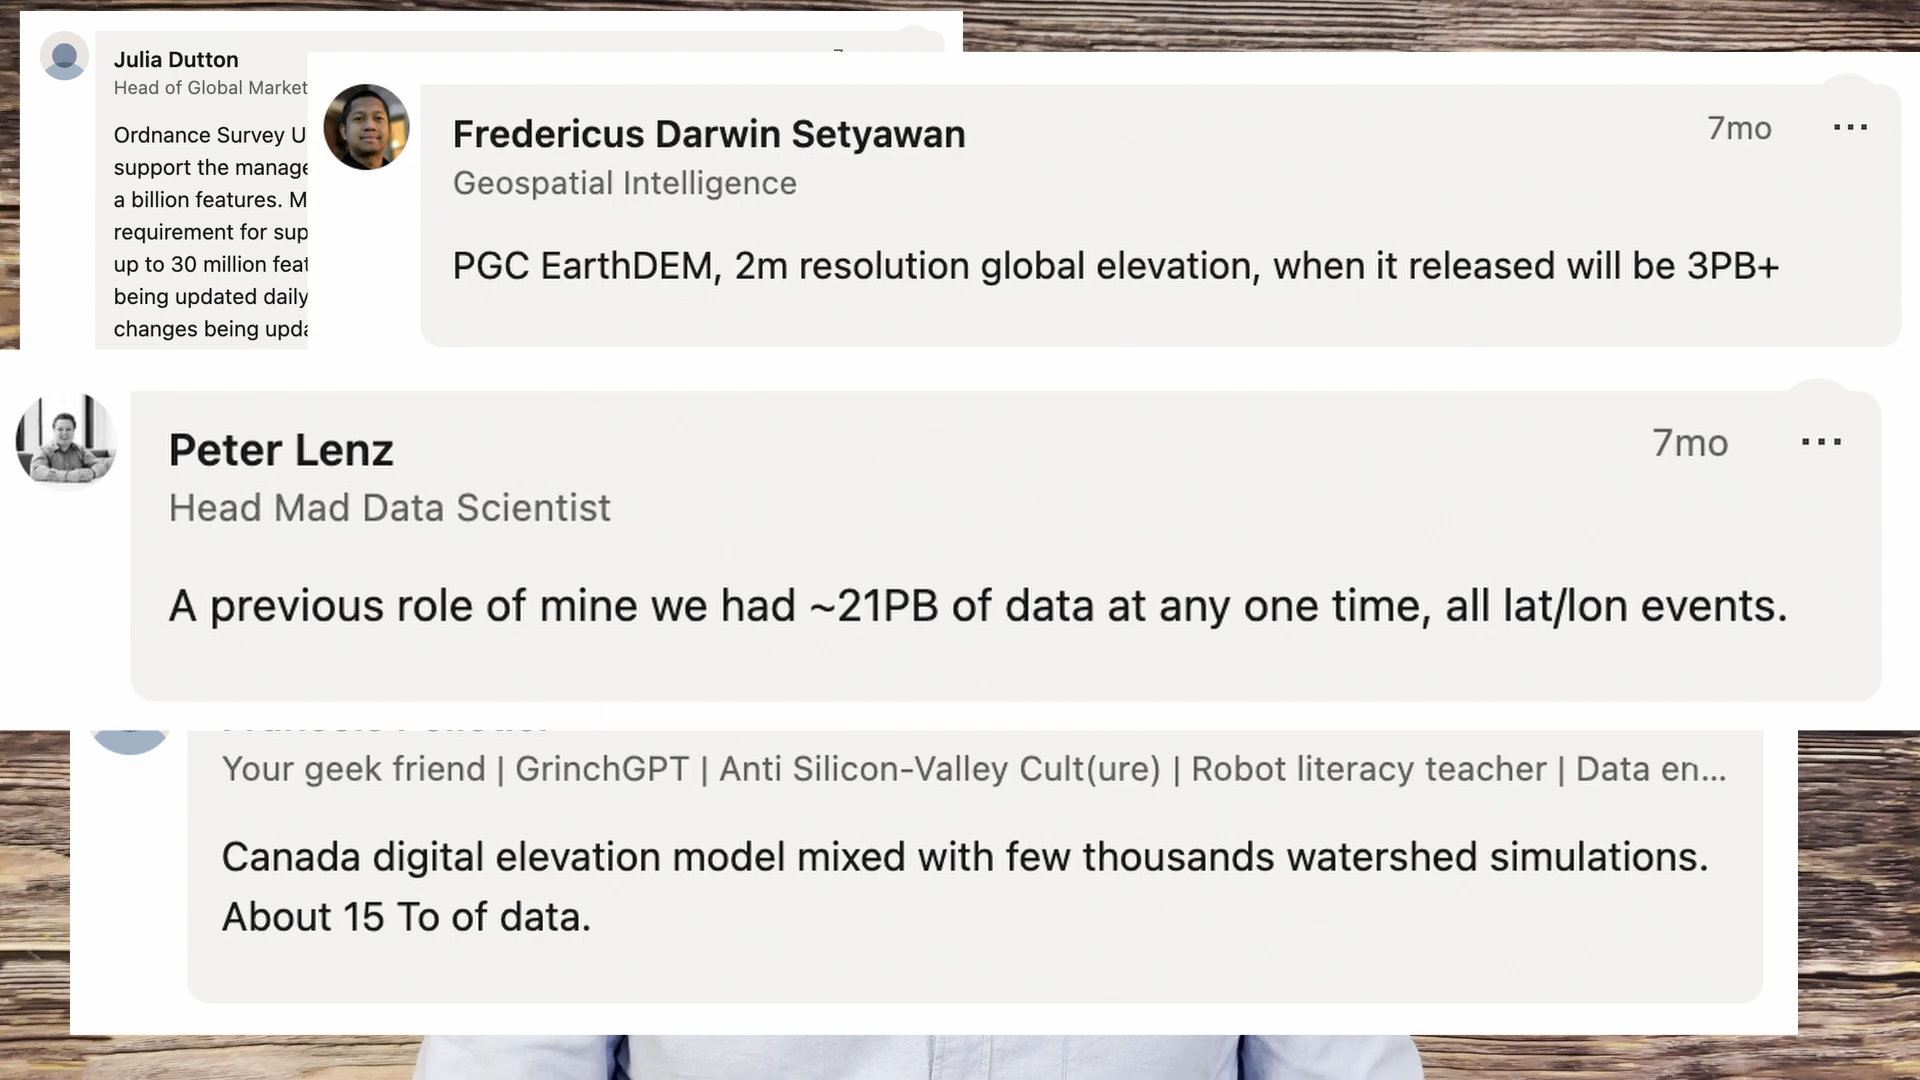 Julia Dutton
Head of Global Market
Ordnance Survey U
support the manage
a billion features. M
requirement for sup
up to 30 million feat
being updated daily
changes being upda
Fredericus Darwin Setyawan
7mo
Geospatial Intelligence
PGC EarthDEM, 2m resolution global elevation, when it released will be 3PB+
Peter Lenz
7mo
Head Mad Data Scientist
A previous role of mine we had ~21PB of data at any one time, all lat/lon events.
Your geek friend | GrinchGPT | Anti Silicon-Valley Cult(ure) | Robot literacy teacher | Data en...
Canada digital elevation model mixed with few thousands watershed simulations.
About 15 To of data.